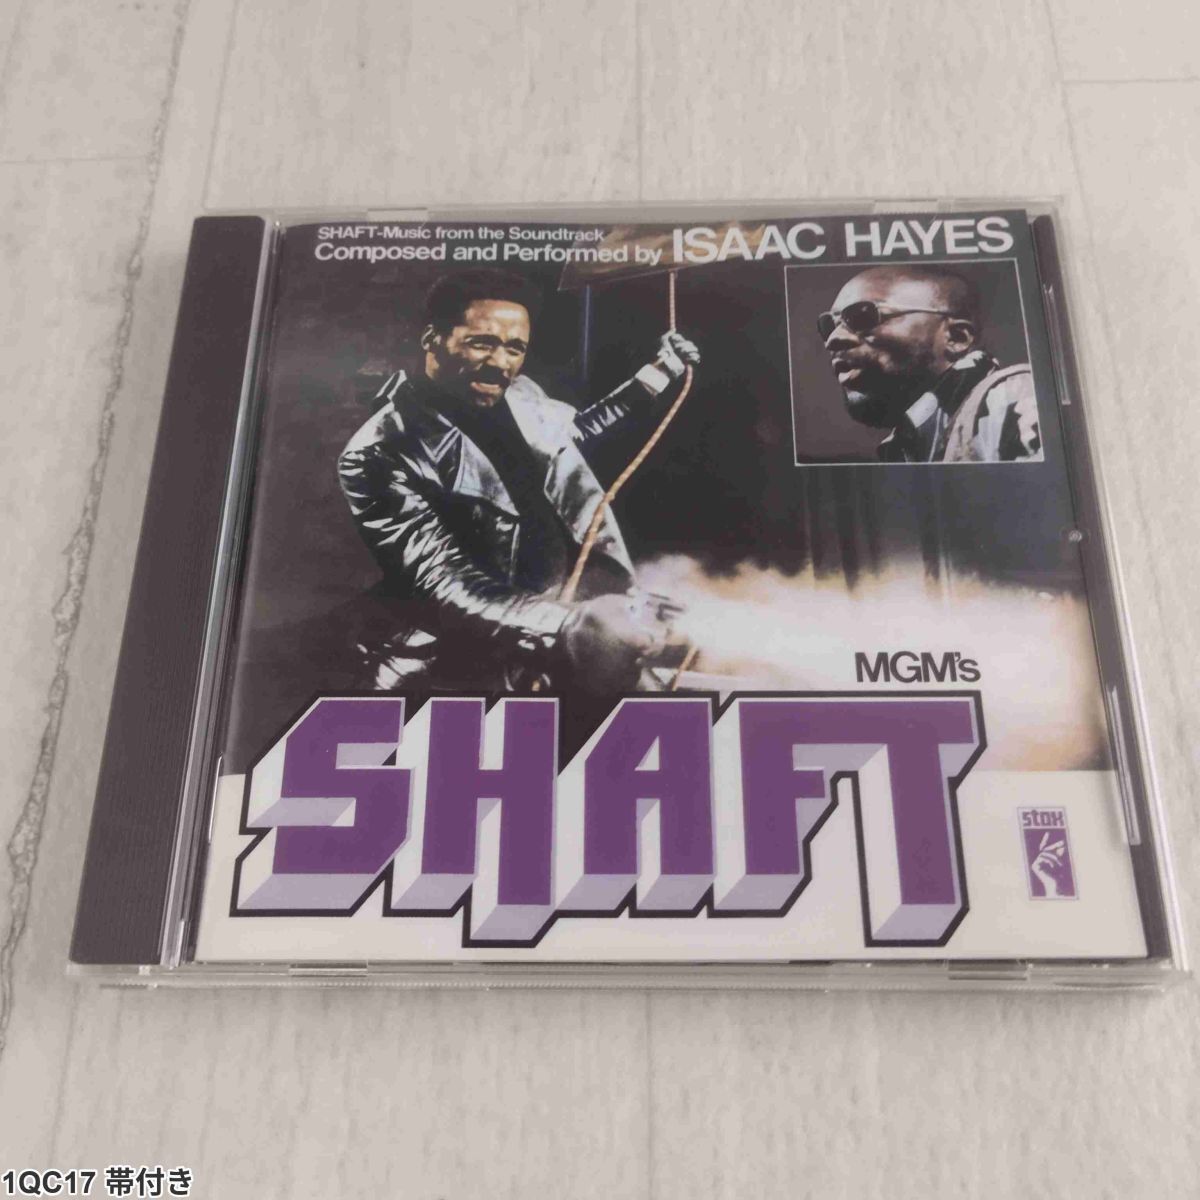 SHAFT-Music from the Soundtrack
Composed and Performed by ISAAC HAYES
MGM's
SHAFT
stax
1QC17 帯付き